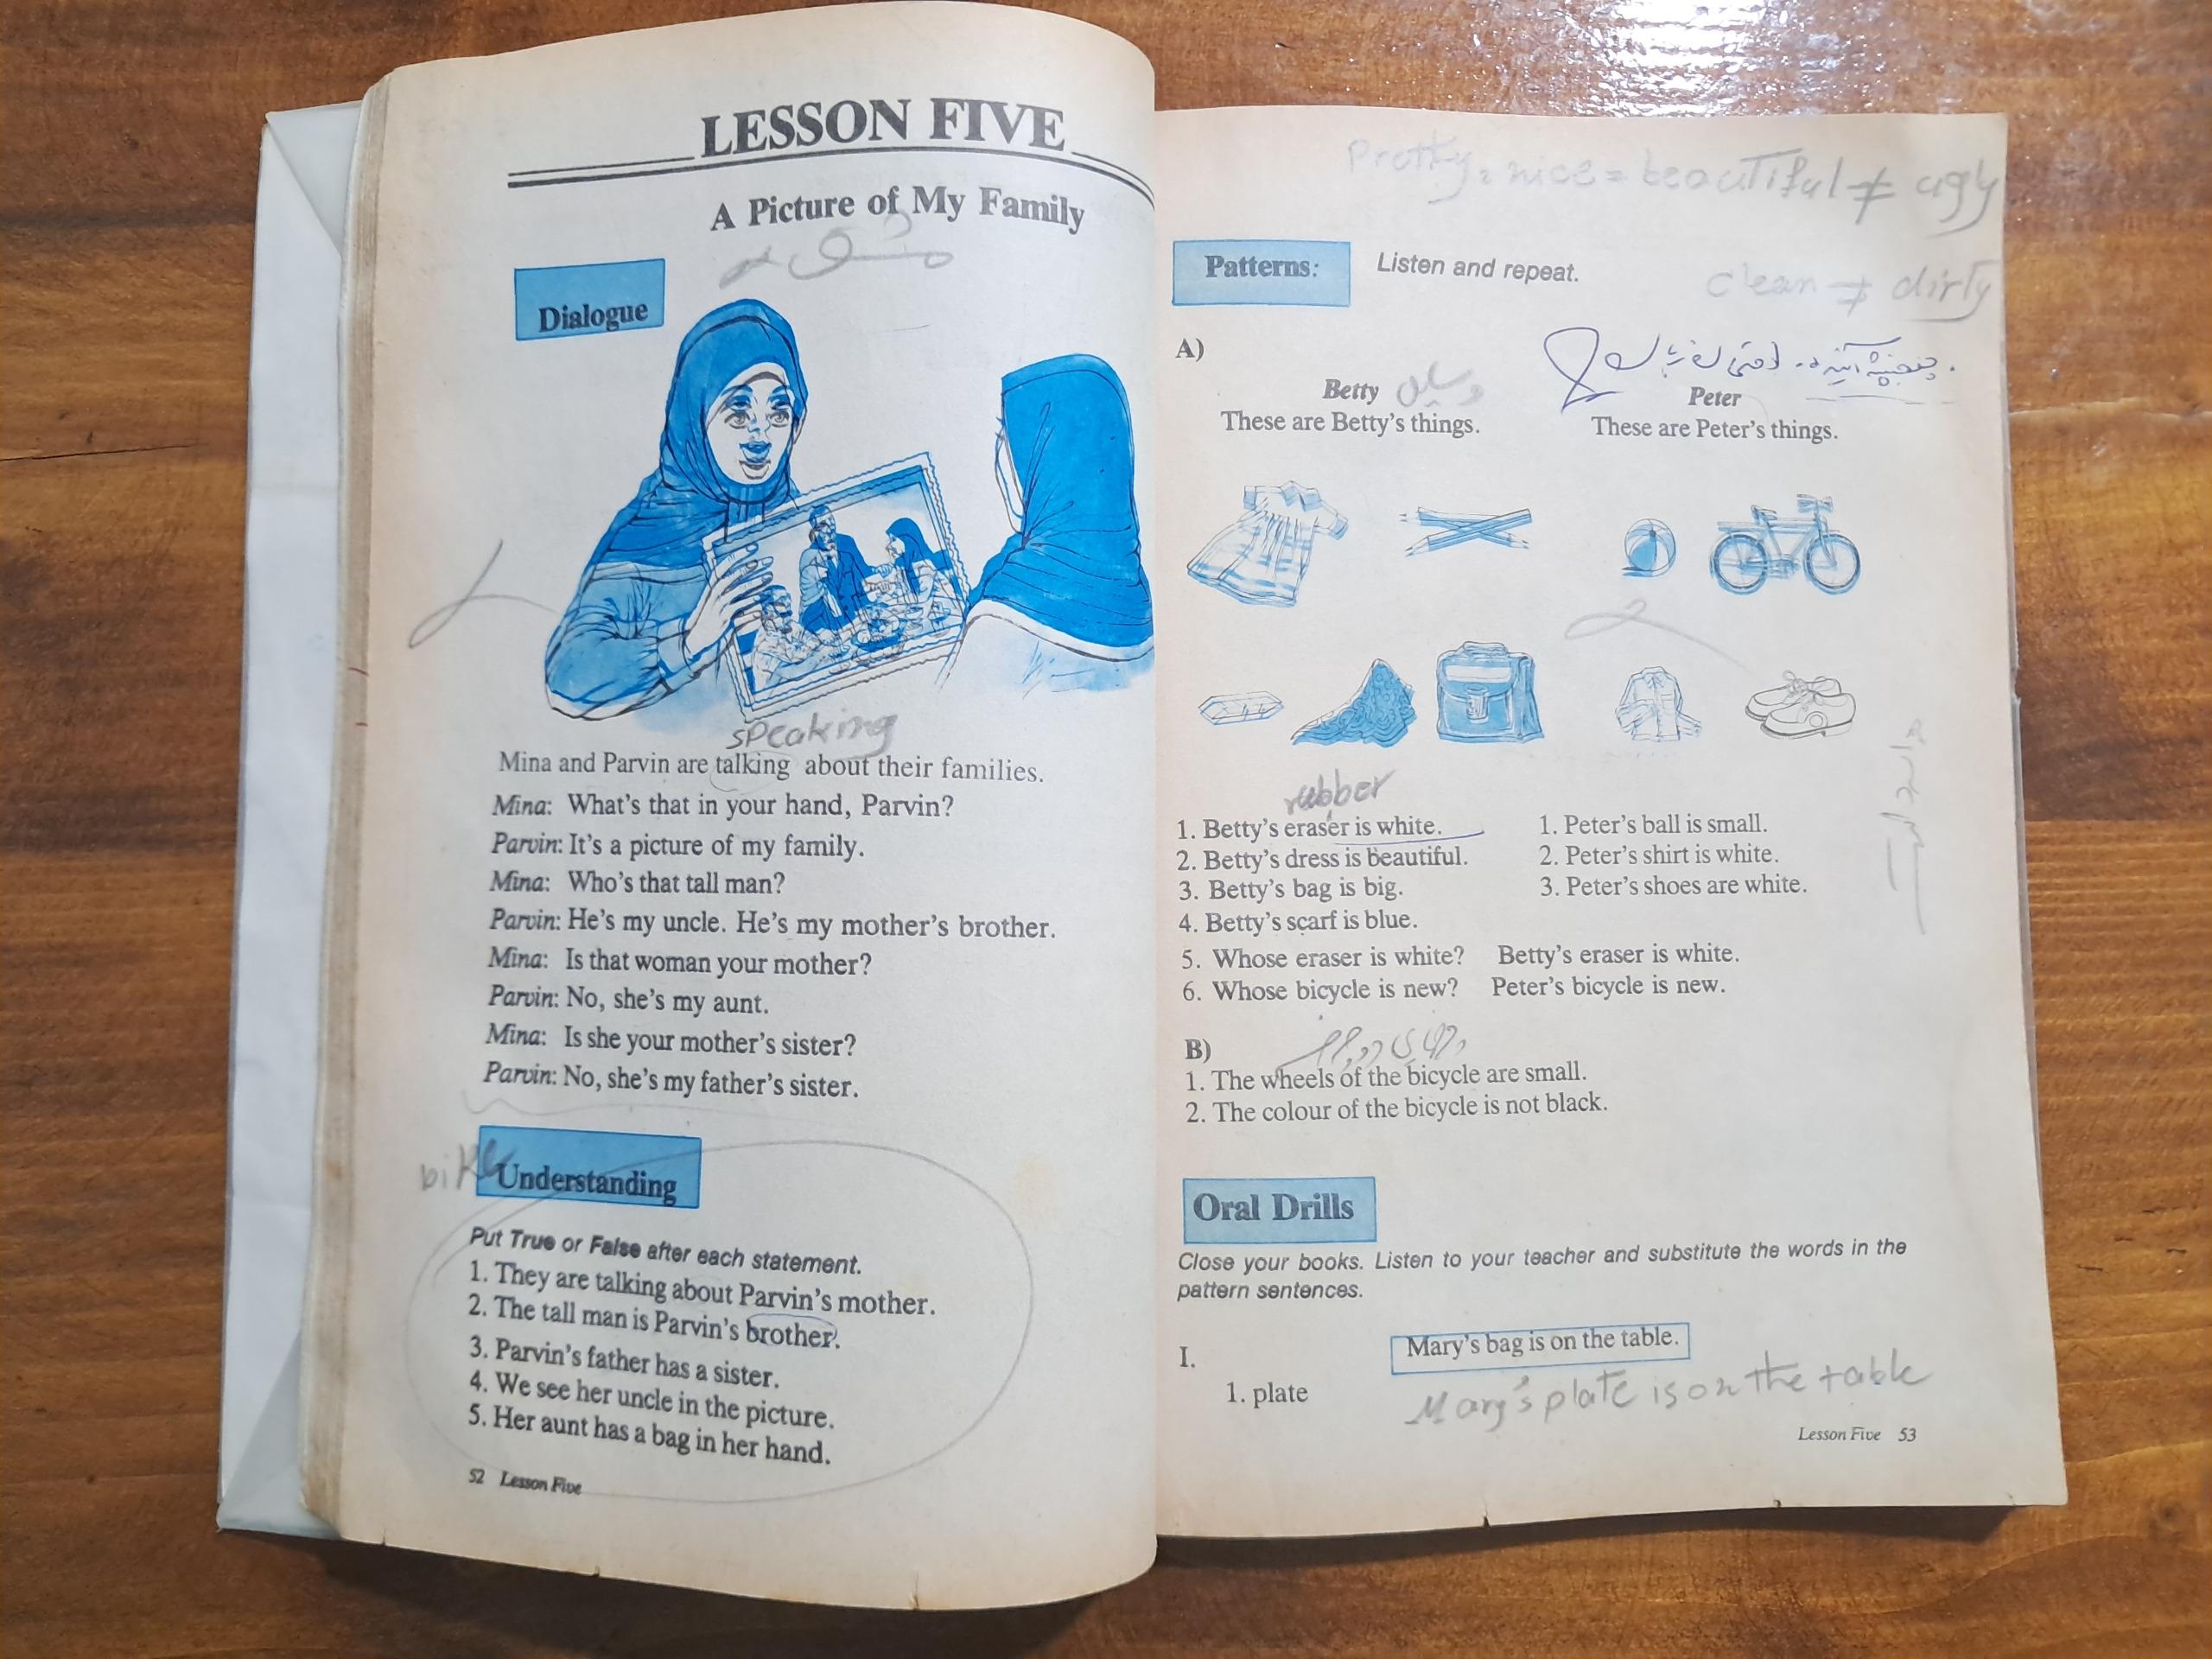 LESSON FIVE
A Picture of My Family
مشق شب
Dialogue
speaking
Mina and Parvin are talking about their families.
Mina: What's that in your hand, Parvin?
Parvin: It's a picture of my family.
Mina: Who's that tall man?
Parvin: He's my uncle. He's my mother's brother.
Mina: Is that woman your mother?
Parvin: No, she's my aunt.
Mina: Is she your mother's sister?
Parvin: No, she's my father's sister.
bike
Understanding
Put True or False after each statement.
1. They are talking about Parvin's mother.
2. The tall man is Parvin's brother.
3. Parvin's father has a sister.
4. We see her uncle in the picture.
5. Her aunt has a bag in her hand.
52 Lesson Five
Pretty = nice = beautiful ≠ ugly
clean ≠ dirty
Patterns: Listen and repeat.
A)
Betty وسایل
These are Betty's things.
Peter
These are Peter's things.
rubber
1. Betty's eraser is white.
2. Betty's dress is beautiful.
3. Betty's bag is big.
4. Betty's scarf is blue.
1. Peter's ball is small.
2. Peter's shirt is white.
3. Peter's shoes are white.
5. Whose eraser is white? Betty's eraser is white.
6. Whose bicycle is new? Peter's bicycle is new.
B)
1. The wheels of the bicycle are small.
2. The colour of the bicycle is not black.
Oral Drills
Close your books. Listen to your teacher and substitute the words in the
pattern sentences.
I.
Mary's bag is on the table.
1. plate
Mary's plate is on the table
Lesson Five 53